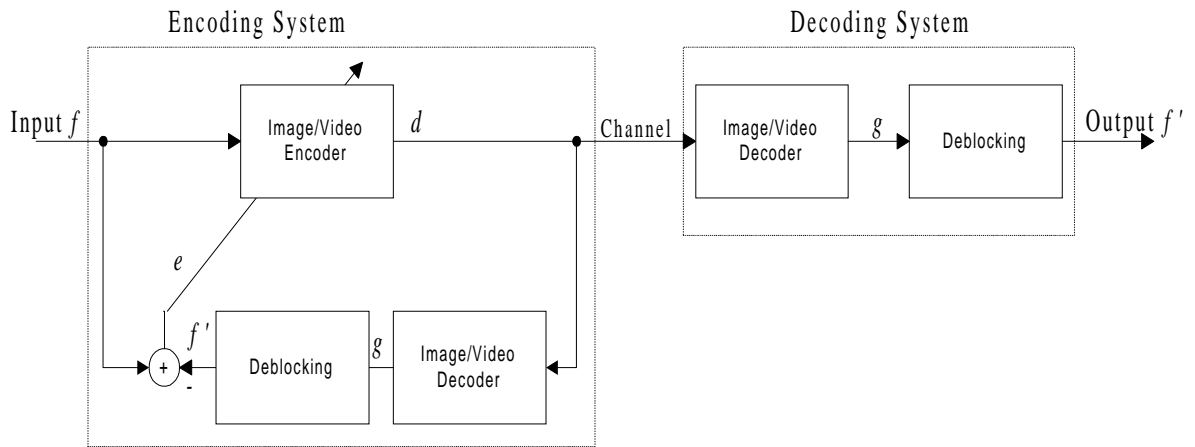 Encoding System
Decoding System
Input f
Image/Video
Encoder
d
Channel
Image/Video
Decoder
g
Deblocking
Output f'
e
+
-
f'
Deblocking
g
Image/Video
Decoder